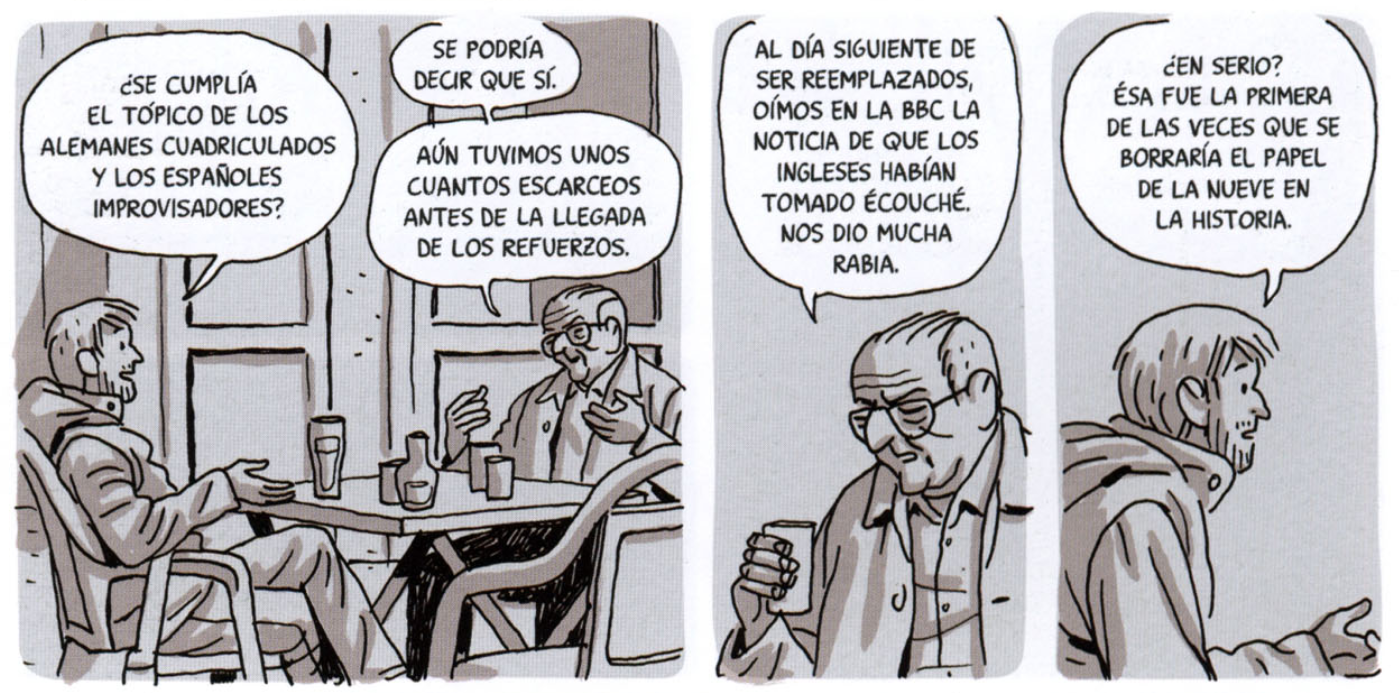 ¿SE CUMPLÍA
EL TÓPICO DE LOS
ALEMANES CUADRICULADOS
Y LOS ESPAÑOLES
IMPROVISADORES?
SE PODRÍA
DECIR QUE SÍ.
AÚN TUVIMOS UNOS
CUANTOS ESCARCEOS
ANTES DE LA LLEGADA
DE LOS REFUERZOS.
AL DÍA SIGUIENTE DE
SER REEMPLAZADOS,
OÍMOS EN LA BBC LA
NOTICIA DE QUE LOS
INGLESES HABÍAN
TOMADO ÉCOUCHÉ.
NOS DIO MUCHA
RABIA.
¿EN SERIO?
ÉSA FUE LA PRIMERA
DE LAS VECES QUE SE
BORRARÍA EL PAPEL
DE LA NUEVE EN
LA HISTORIA.